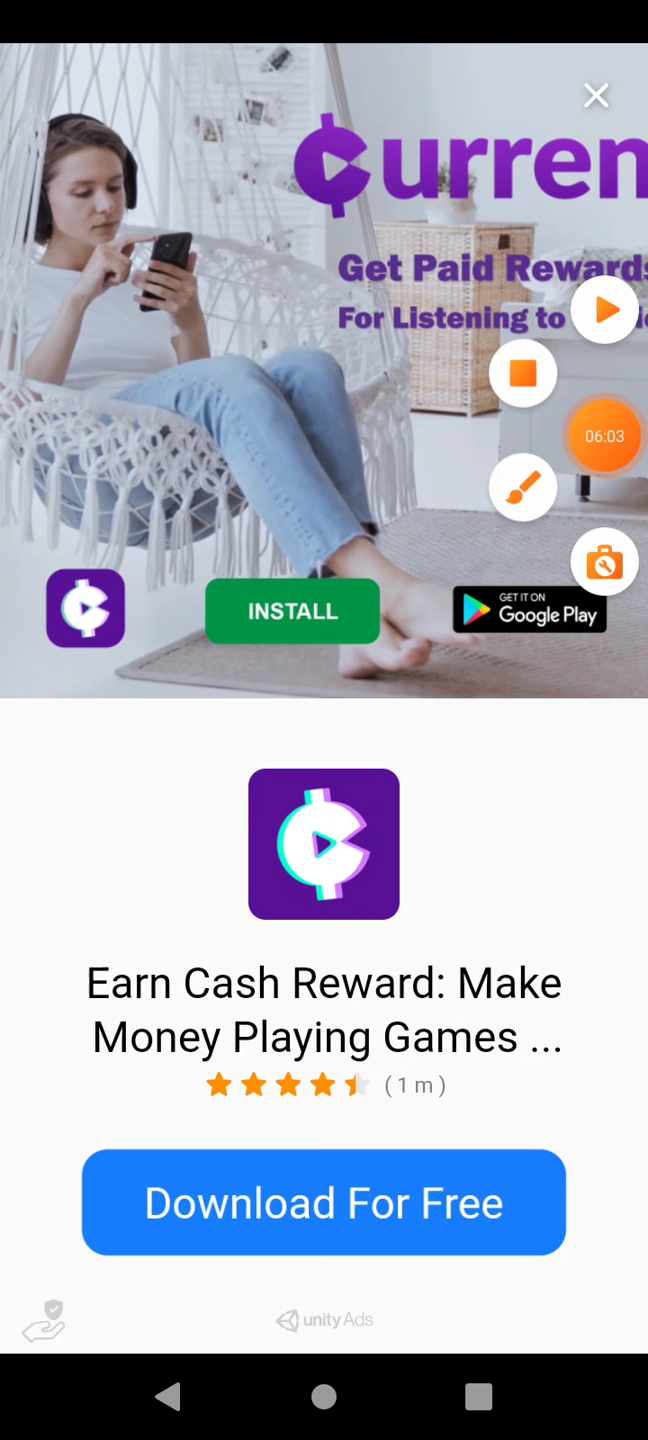 Curren
Get Paid Rewards
For Listening to
06:03
INSTALL
GET IT ON
Google Play
Earn Cash Reward: Make
Money Playing Games ...
( 1 m )
Download For Free
unity Ads